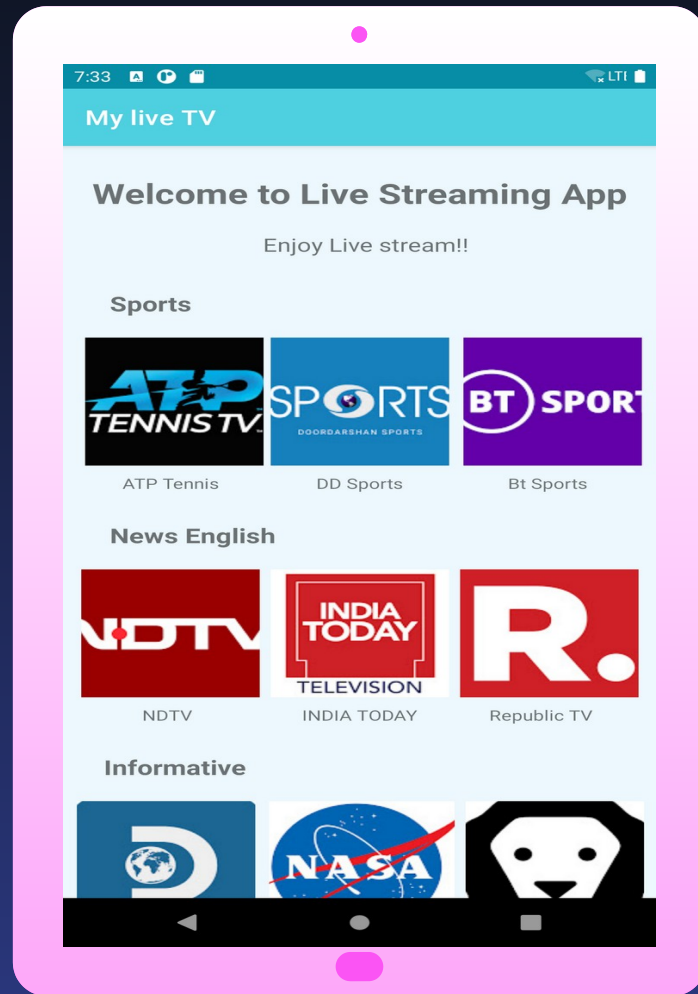 7:33 LTE
My live TV
Welcome to Live Streaming App
Enjoy Live stream!!
Sports
ATP
TENNIS TV.
SPORTS
DOORDARSHAN SPORTS
BT SPORT
ATP Tennis DD Sports Bt Sports
News English
NDTV
INDIA
TODAY
TELEVISION
R.
NDTV INDIA TODAY Republic TV
Informative
D
NASA